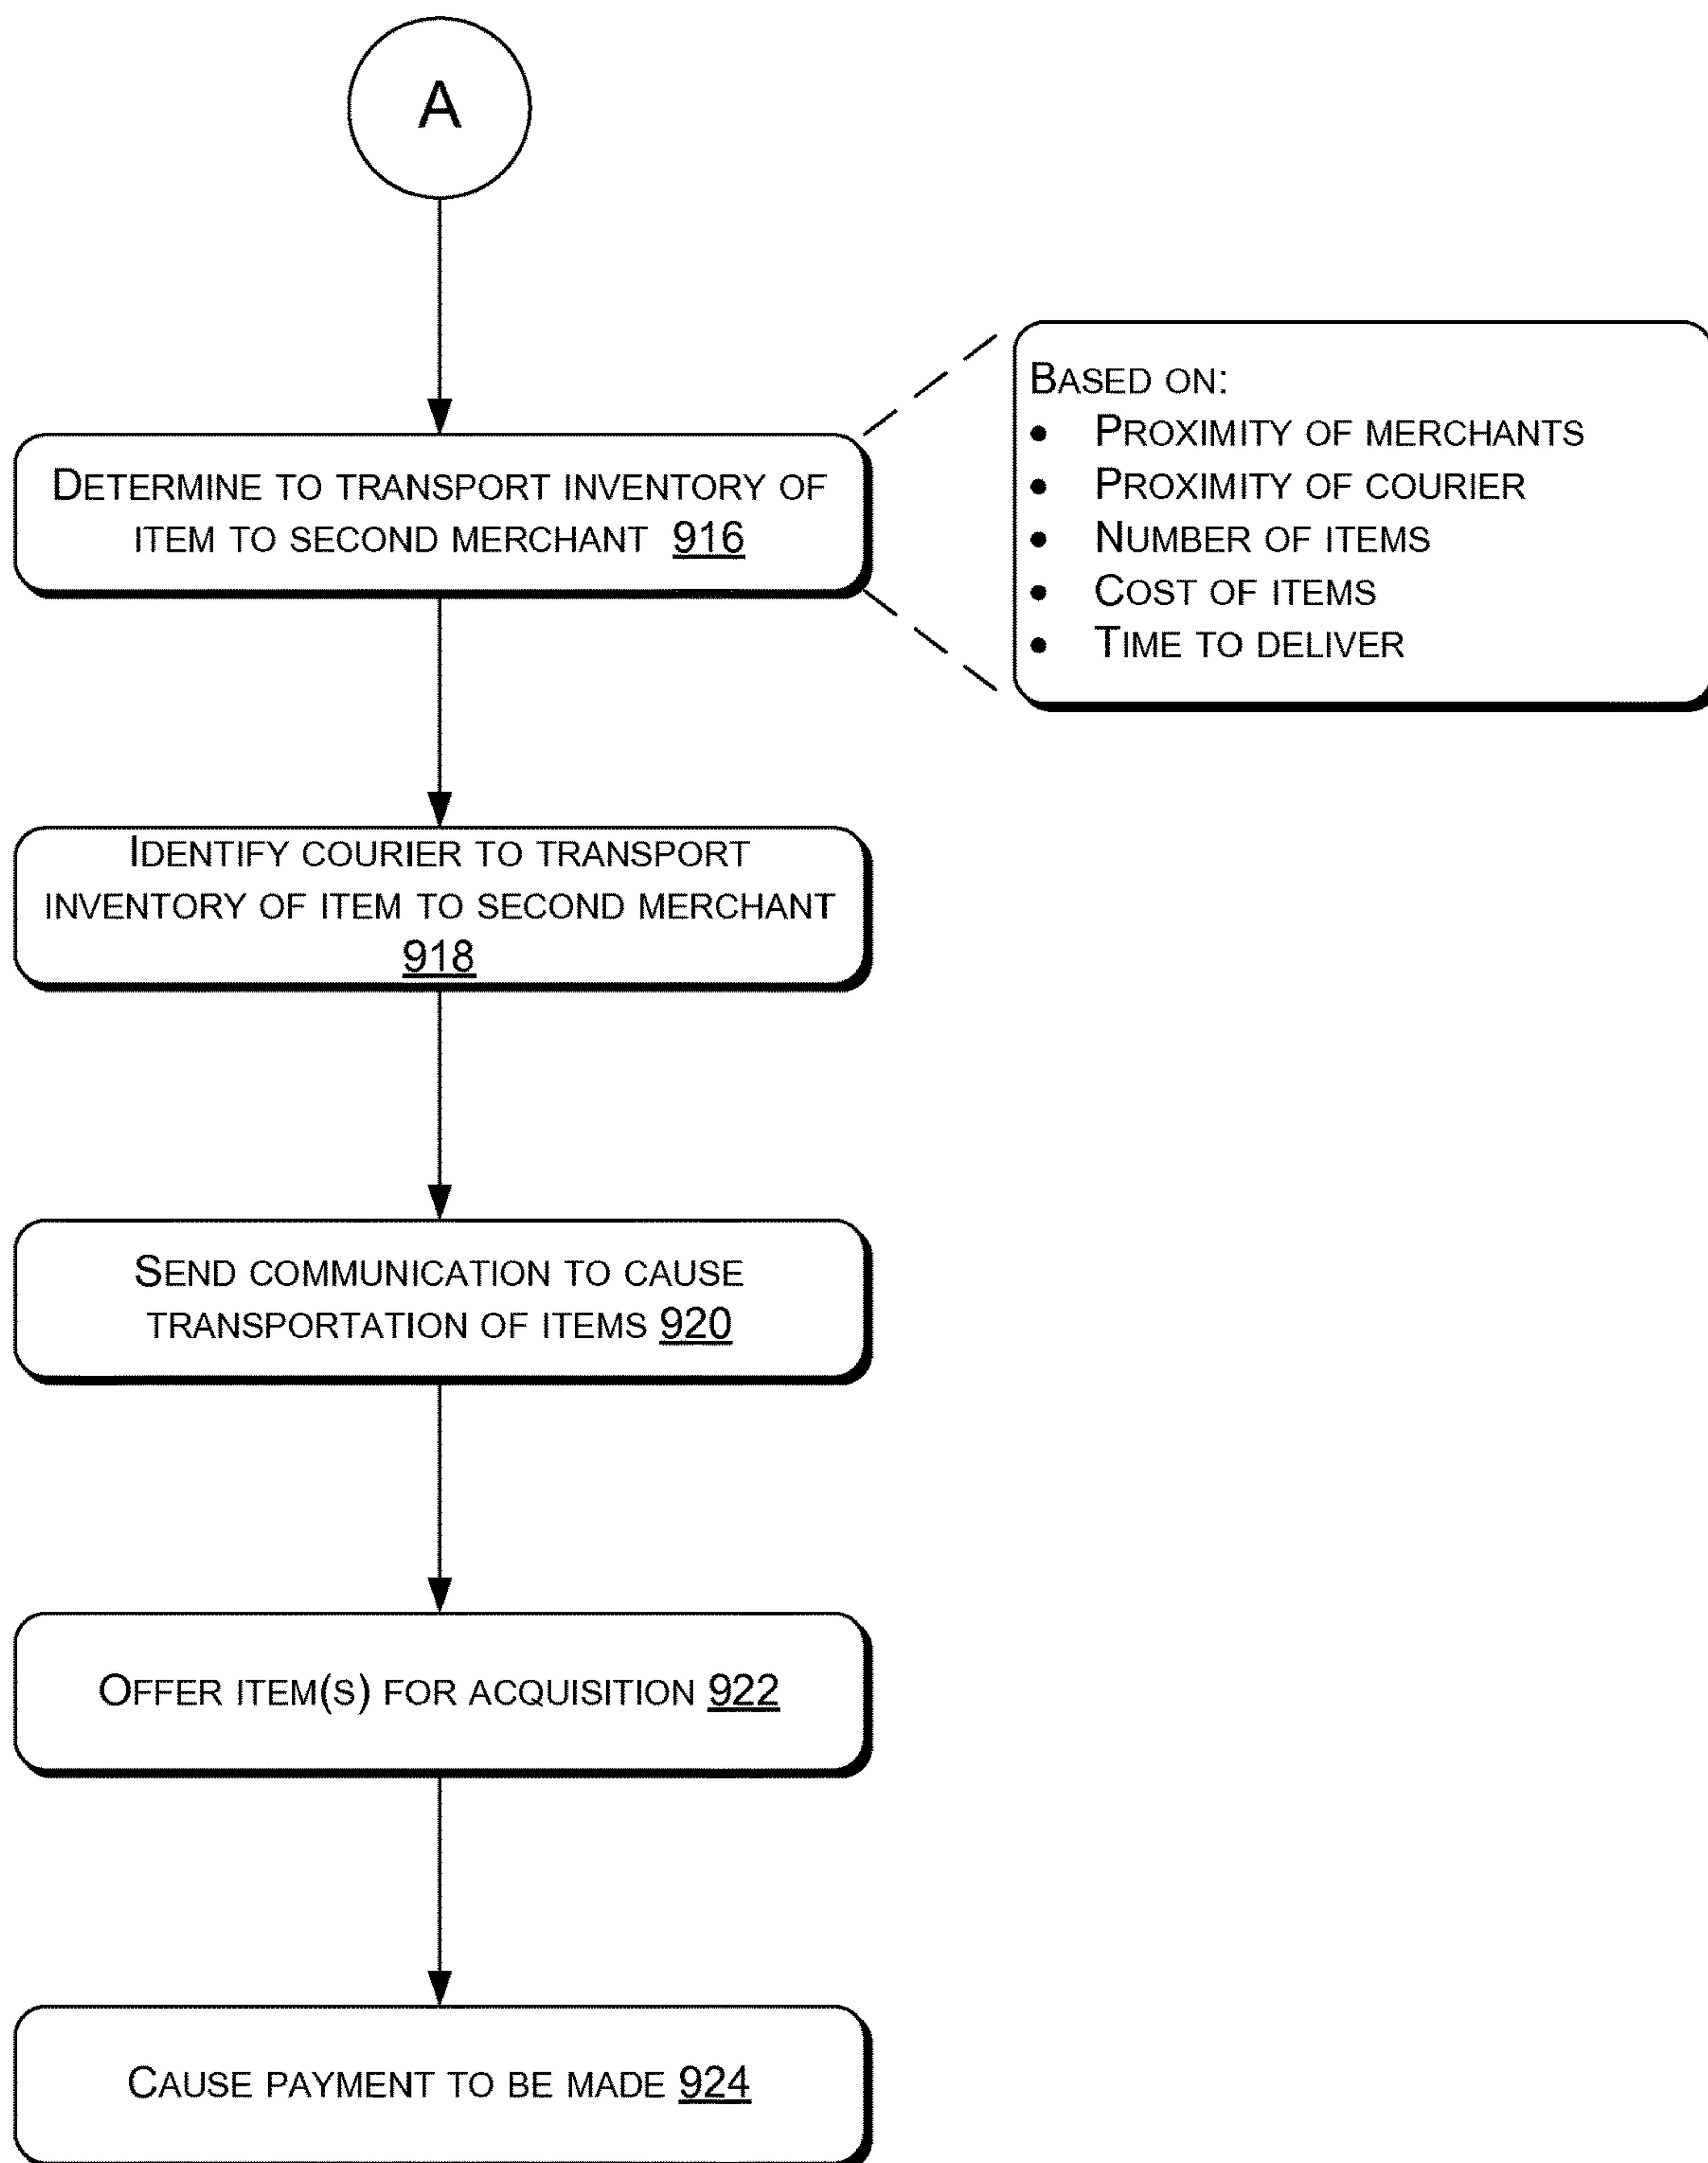 A
DETERMINE TO TRANSPORT INVENTORY OF
ITEM TO SECOND MERCHANT 916
BASED ON:
• PROXIMITY OF MERCHANTS
• PROXIMITY OF COURIER
• NUMBER OF ITEMS
• COST OF ITEMS
• TIME TO DELIVER
IDENTIFY COURIER TO TRANSPORT
INVENTORY OF ITEM TO SECOND MERCHANT
918
SEND COMMUNICATION TO CAUSE
TRANSPORTATION OF ITEMS 920
OFFER ITEM(S) FOR ACQUISITION 922
CAUSE PAYMENT TO BE MADE 924